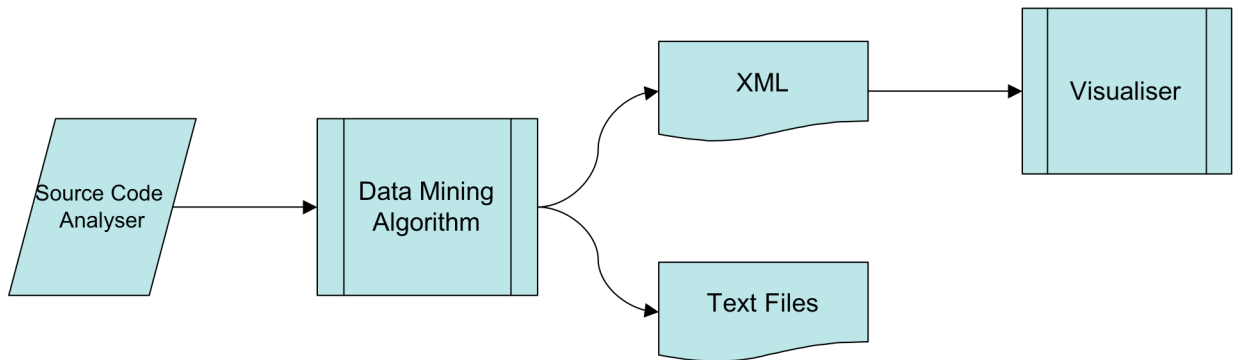 Source Code
Analyser
Data Mining
Algorithm
XML
Visualiser
Text Files